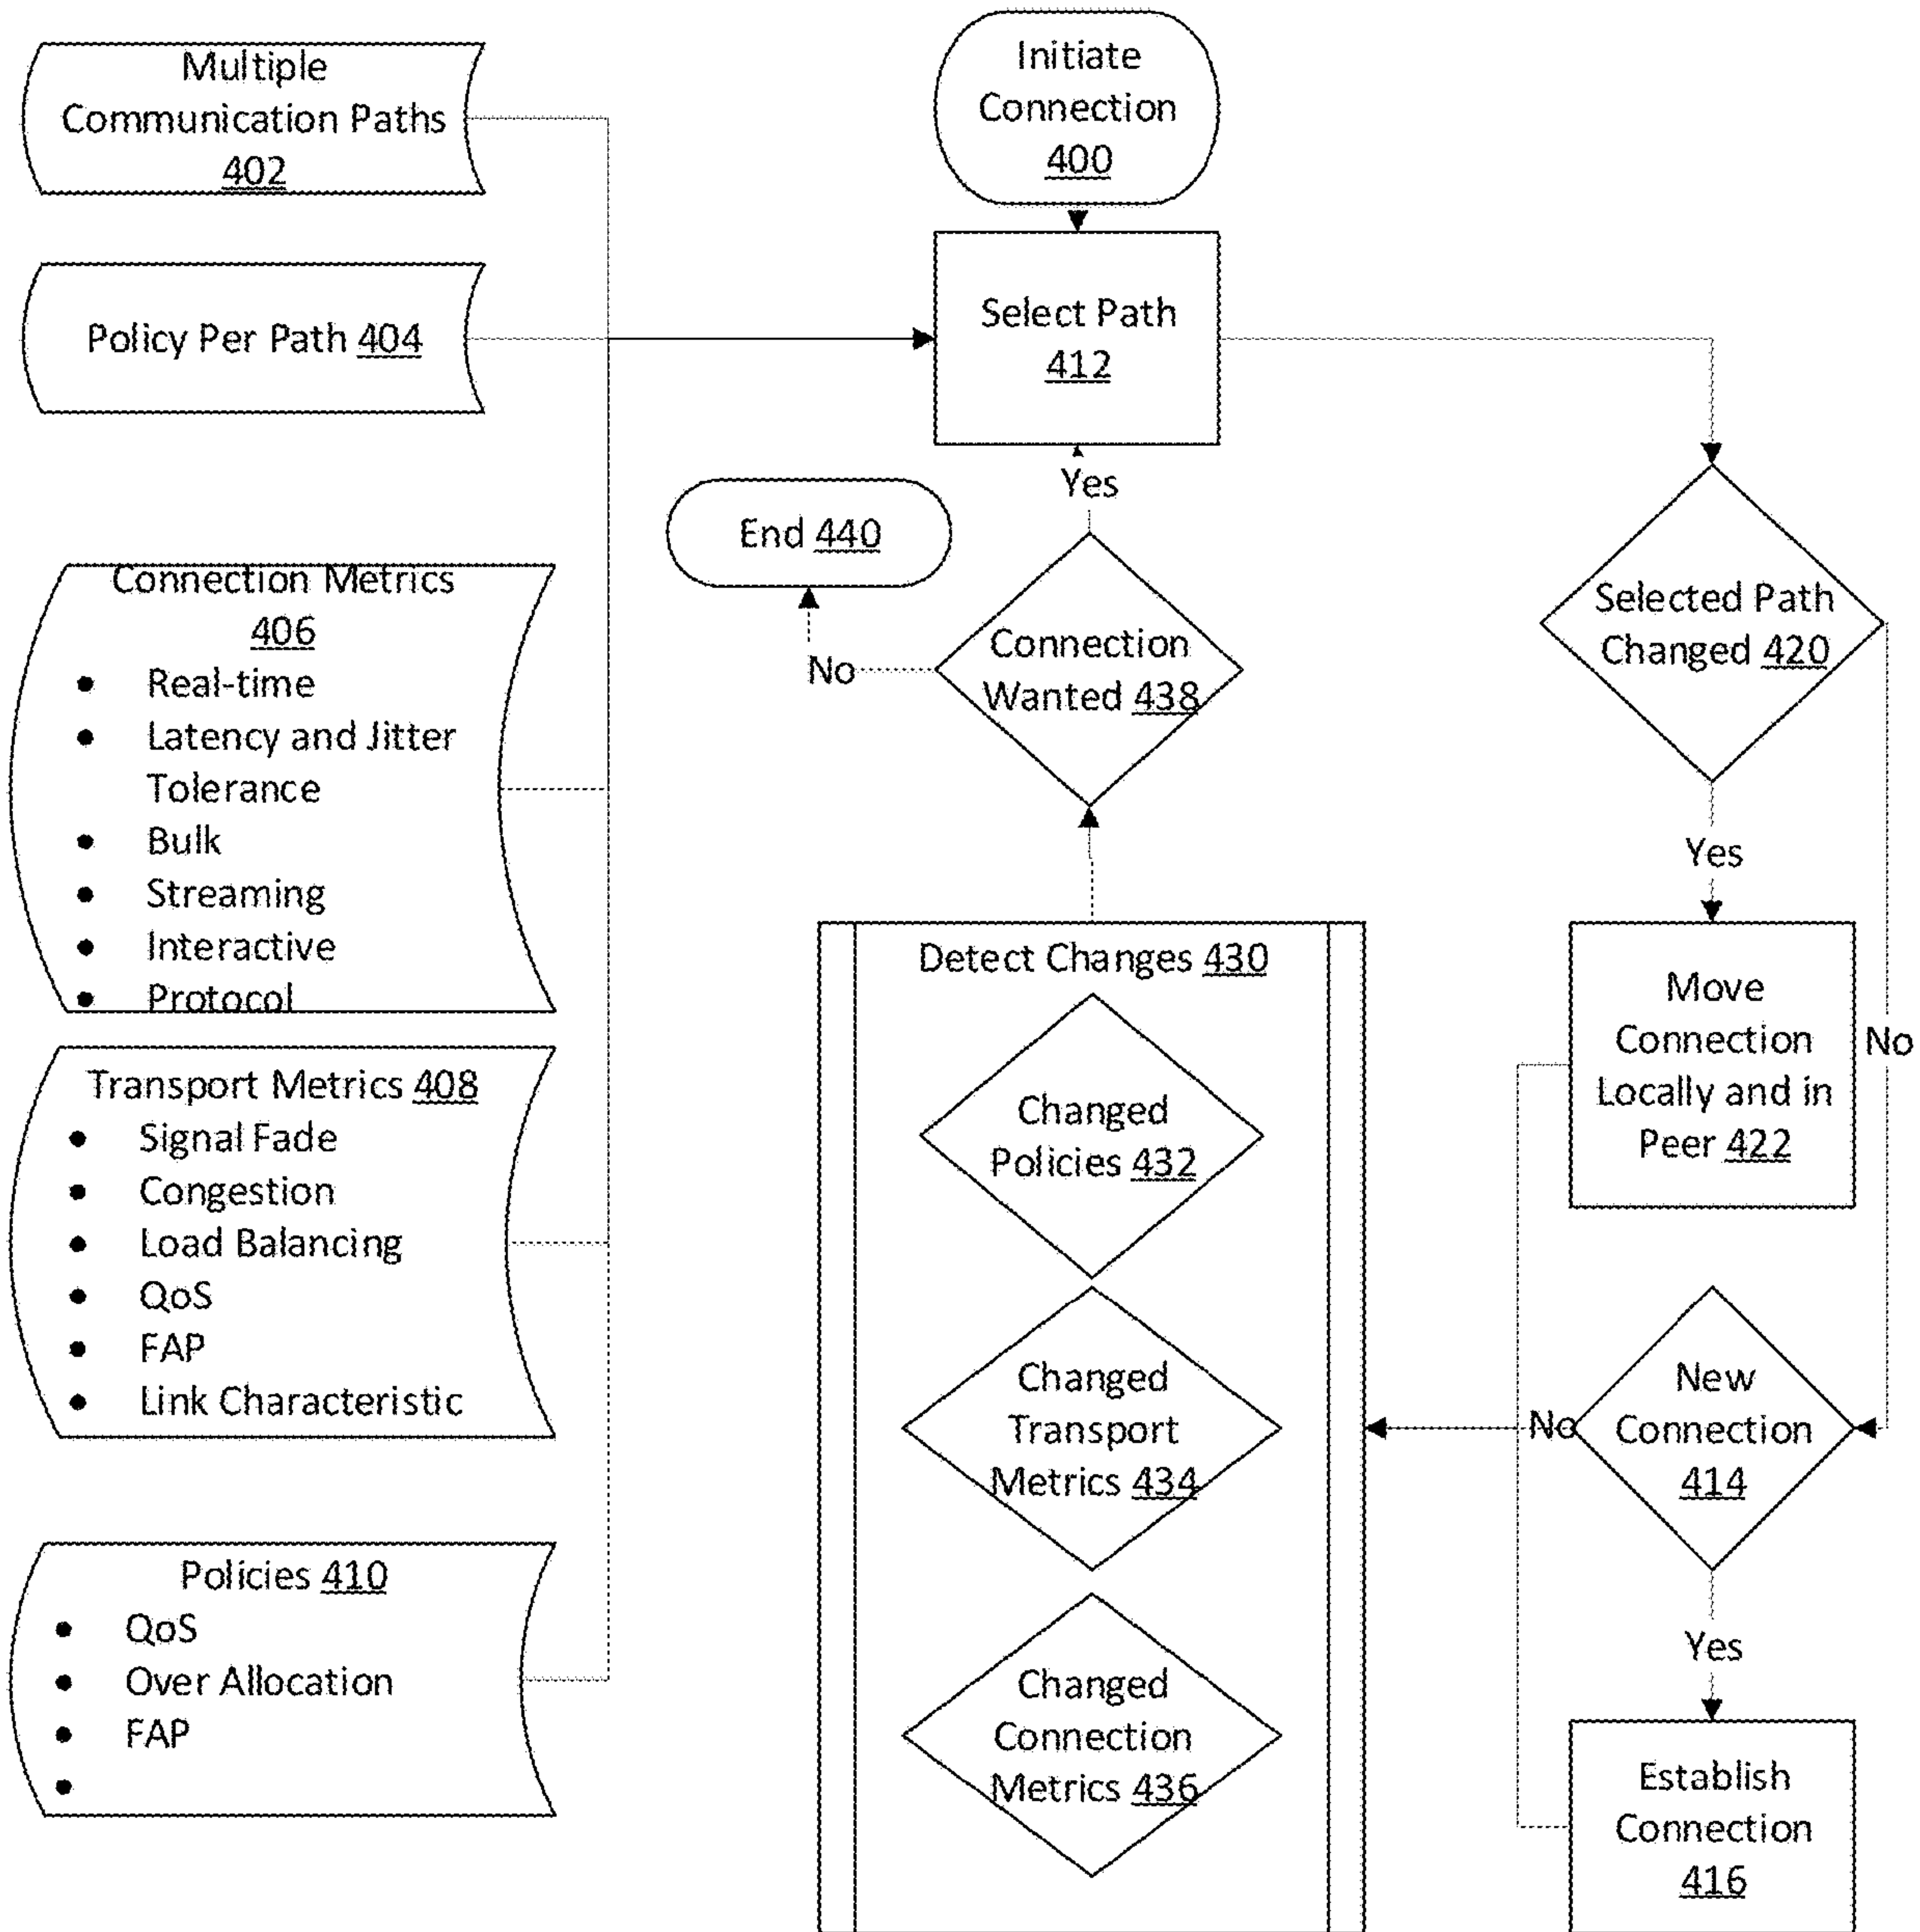 Multiple
Communication Paths
402
Initiate
Connection
400
Policy Per Path 404
Select Path
412
Yes
End 440
Connection
Wanted 438
No
Selected Path
Changed 420
Connection Metrics
406
• Real-time
• Latency and Jitter
Tolerance
• Bulk
• Streaming
• Interactive
• Protocol
Yes
No
Detect Changes 430
Changed
Policies 432
Changed
Transport
Metrics 434
Changed
Connection
Metrics 436
Move
Connection
Locally and in
Peer 422
Transport Metrics 408
• Signal Fade
• Congestion
• Load Balancing
• QoS
• FAP
• Link Characteristic
No
New
Connection
414
Yes
Policies 410
• QoS
• Over Allocation
• FAP
•
Establish
Connection
416